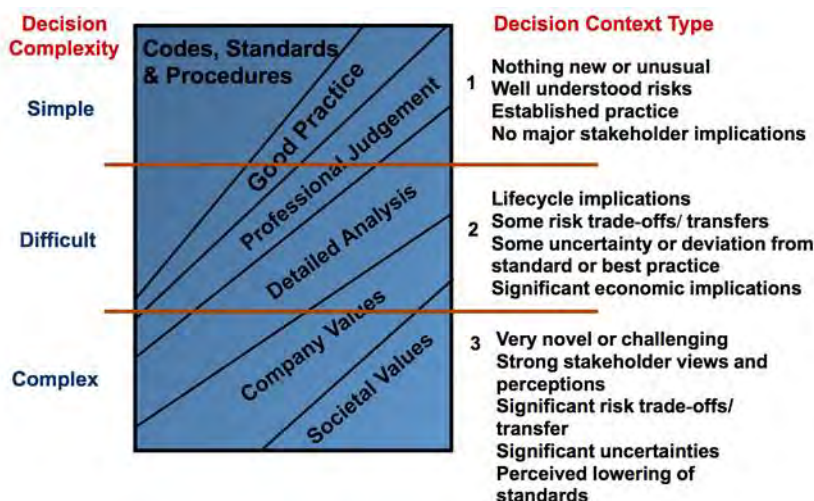 Decision
Complexity
Decision Context Type
Codes, Standards
& Procedures
Good Practice
Professional Judgement
Detailed Analysis
Company Values
Societal Values
Simple
1
Nothing new or unusual
Well understood risks
Established practice
No major stakeholder implications
Difficult
2
Lifecycle implications
Some risk trade-offs/ transfers
Some uncertainty or deviation from
standard or best practice
Significant economic implications
Complex
3
Very novel or challenging
Strong stakeholder views and
perceptions
Significant risk trade-offs/
transfer
Significant uncertainties
Perceived lowering of
standards